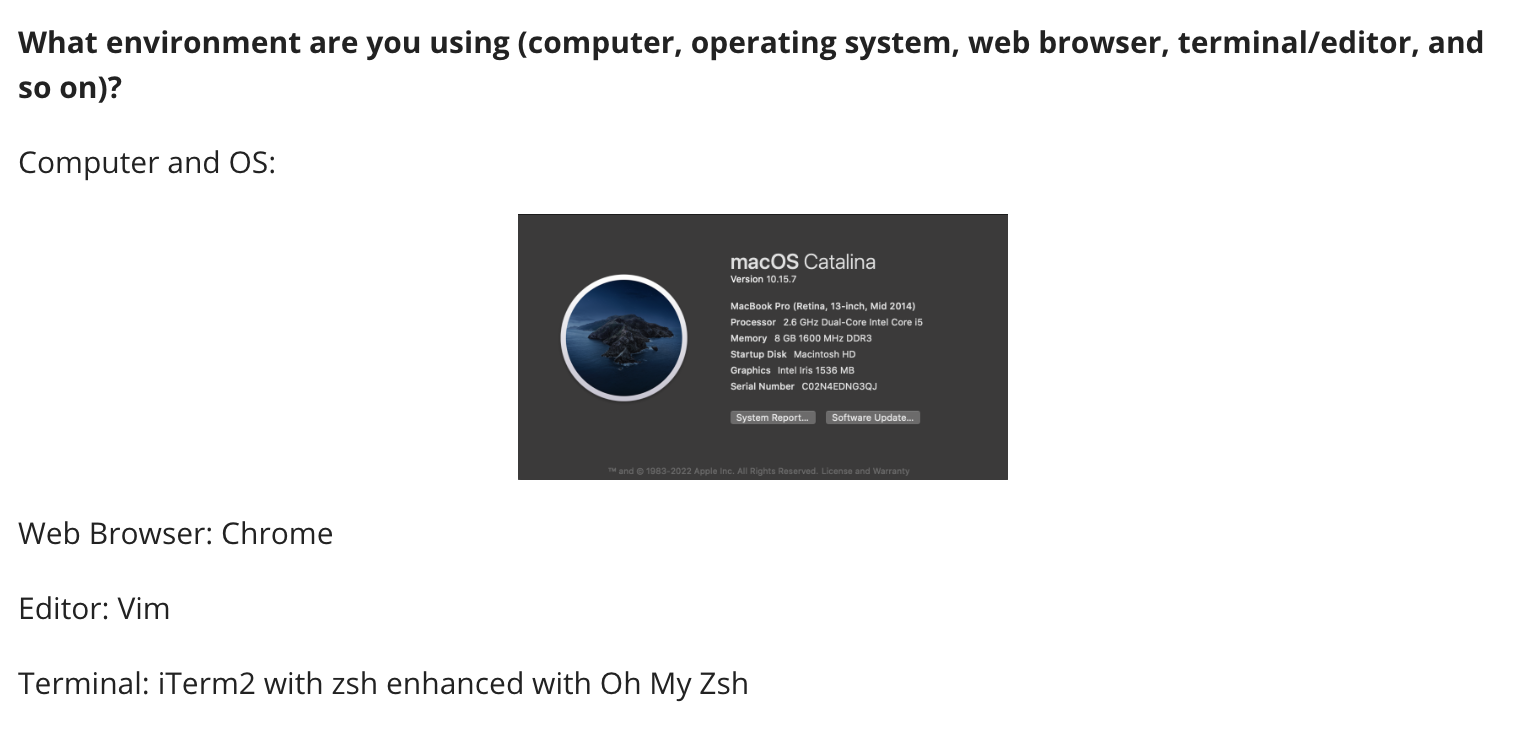 What environment are you using (computer, operating system, web browser, terminal/editor, and
so on)?
Computer and OS:
macOS Catalina
Version 10.15.7
MacBook Pro (Retina, 13-inch, Mid 2014)
Processor 2.6 GHz Dual-Core Intel Core i5
Memory 8 GB 1600 MHz DDR3
Startup Disk Macintosh HD
Graphics Intel Iris 1536 MB
Serial Number C02N4EDNG3QJ
System Report... Software Update...
™ and © 1983-2022 Apple Inc. All Rights Reserved. License and Warranty
Web Browser: Chrome
Editor: Vim
Terminal: iTerm2 with zsh enhanced with Oh My Zsh